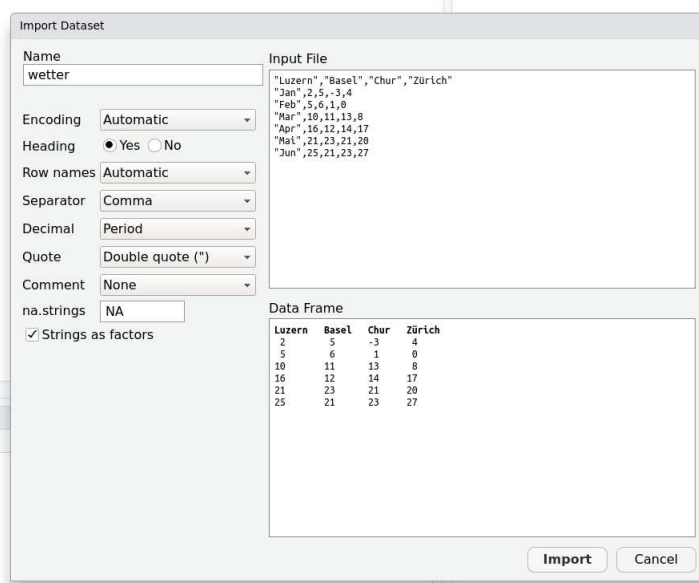 Import Dataset
Name
wetter
Encoding Automatic
Heading Yes No
Row names Automatic
Separator Comma
Decimal Period
Quote Double quote (")
Comment None
na.strings NA
Strings as factors
Input File
"Luzern","Basel","Chur","Zürich"
"Jan",2,5,-3,4
"Feb",5,6,1,0
"Mar",10,11,13,8
"Apr",16,12,14,17
"Mai",21,23,21,20
"Jun",25,21,23,27
Data Frame
Luzern Basel Chur Zürich
2 5 -3 4
5 6 1 0
10 11 13 8
16 12 14 17
21 23 21 20
25 21 23 27
Import Cancel